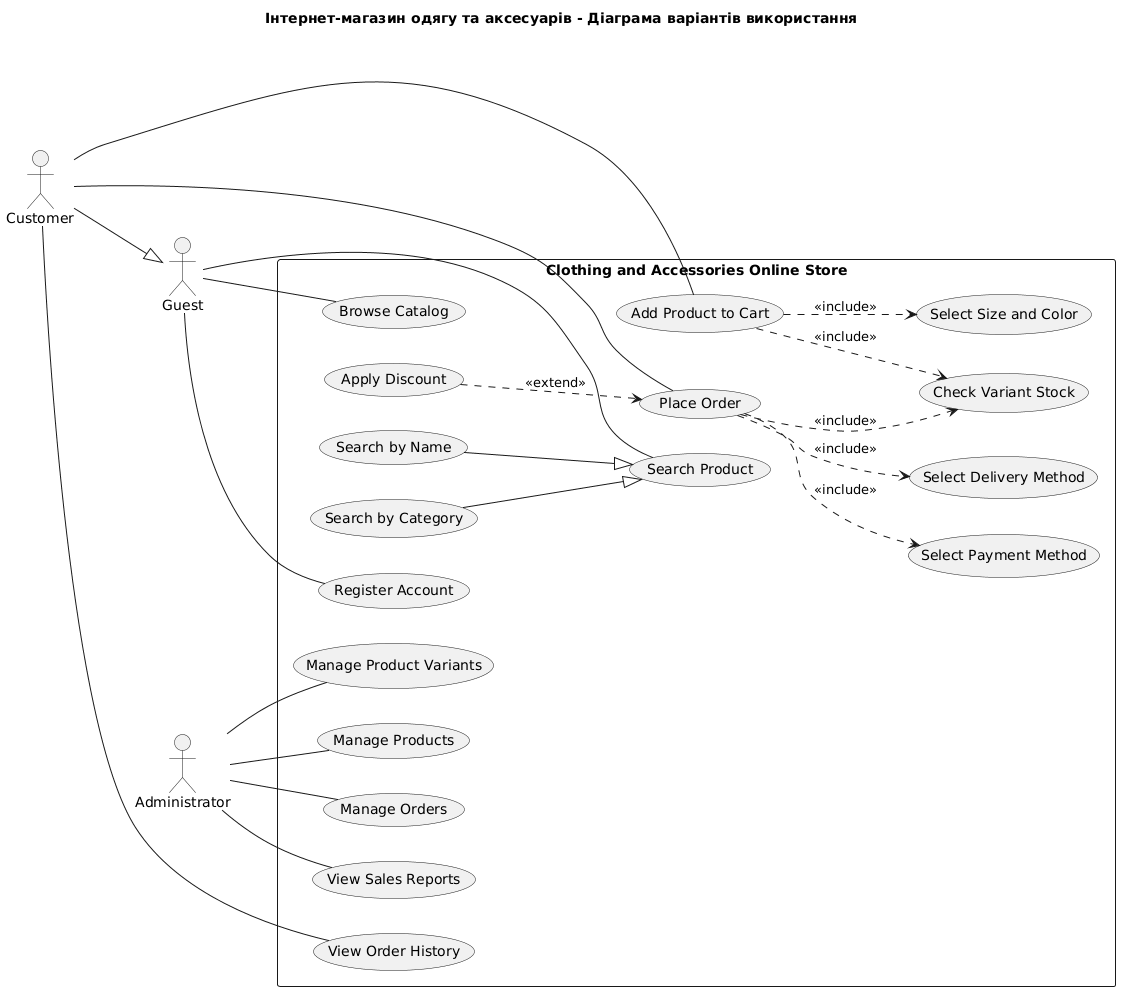 Інтернет-магазин одягу та аксесуарів - Діаграма варіантів використання
Customer
Guest
Administrator
Clothing and Accessories Online Store
Browse Catalog
Apply Discount
Search by Name
Search by Category
Register Account
Manage Product Variants
Manage Products
Manage Orders
View Sales Reports
View Order History
«extend»
Add Product to Cart
Place Order
Search Product
«include»
«include»
«include»
«include»
«include»
Select Size and Color
Check Variant Stock
Select Delivery Method
Select Payment Method